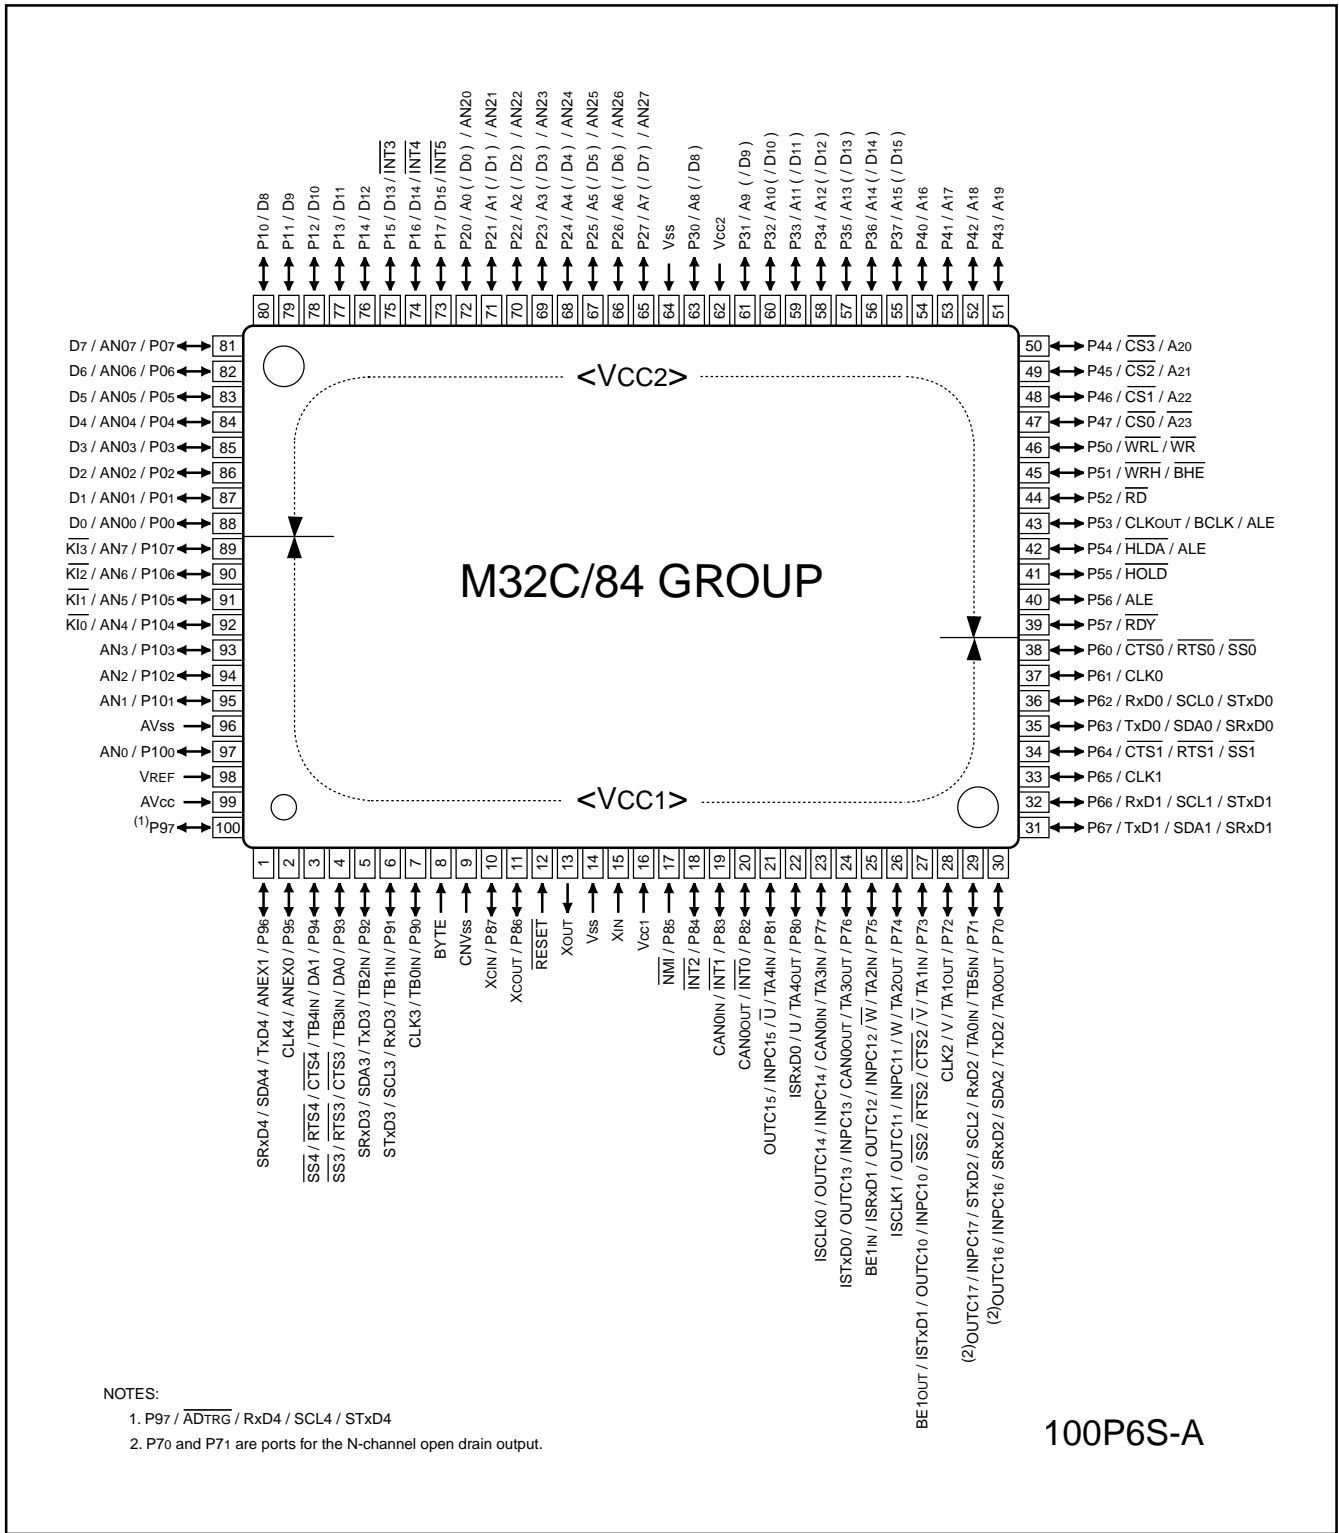 P10 / D8
P11 / D9
P12 / D10
P13 / D11
P14 / D12
P15 / D13 / INT3
P16 / D14 / INT4
P17 / D15 / INT5
P20 / A0 ( / D0 ) / AN20
P21 / A1 ( / D1 ) / AN21
P22 / A2 ( / D2 ) / AN22
P23 / A3 ( / D3 ) / AN23
P24 / A4 ( / D4 ) / AN24
P25 / A5 ( / D5 ) / AN25
P26 / A6 ( / D6 ) / AN26
P27 / A7 ( / D7 ) / AN27
Vss
P30 / A8 ( / D8 )
Vcc2
P31 / A9 ( / D9 )
P32 / A10 ( / D10 )
P33 / A11 ( / D11 )
P34 / A12 ( / D12 )
P35 / A13 ( / D13 )
P36 / A14 ( / D14 )
P37 / A15 ( / D15 )
P40 / A16
P41 / A17
P42 / A18
P43 / A19
80 79 78 77 76 75 74 73 72 71 70 69 68 67 66 65 64 63 62 61 60 59 58 57 56 55 54 53 52 51
D7 / AN07 / P07 81
D6 / AN06 / P06 82
D5 / AN05 / P05 83
D4 / AN04 / P04 84
D3 / AN03 / P03 85
D2 / AN02 / P02 86
D1 / AN01 / P01 87
D0 / AN00 / P00 88
KI3 / AN7 / P107 89
KI2 / AN6 / P106 90
KI1 / AN5 / P105 91
KI0 / AN4 / P104 92
AN3 / P103 93
AN2 / P102 94
AN1 / P101 95
AVss 96
AN0 / P100 97
VREF 98
AVcc 99
(1)P97 100
<VCC2>
M32C/84 GROUP
<VCC1>
50 P44 / CS3 / A20
49 P45 / CS2 / A21
48 P46 / CS1 / A22
47 P47 / CS0 / A23
46 P50 / WRL / WR
45 P51 / WRH / BHE
44 P52 / RD
43 P53 / CLKOUT / BCLK / ALE
42 P54 / HLDA / ALE
41 P55 / HOLD
40 P56 / ALE
39 P57 / RDY
38 P60 / CTS0 / RTS0 / SS0
37 P61 / CLK0
36 P62 / RxD0 / SCL0 / STxD0
35 P63 / TxD0 / SDA0 / SRxD0
34 P64 / CTS1 / RTS1 / SS1
33 P65 / CLK1
32 P66 / RxD1 / SCL1 / STxD1
31 P67 / TxD1 / SDA1 / SRxD1
1 2 3 4 5 6 7 8 9 10 11 12 13 14 15 16 17 18 19 20 21 22 23 24 25 26 27 28 29 30
SRxD4 / SDA4 / TxD4 / ANEX1 / P96
CLK4 / ANEX0 / P95
SS4 / RTS4 / CTS4 / TB4IN / DA1 / P94
SS3 / RTS3 / CTS3 / TB3IN / DA0 / P93
SRxD3 / SDA3 / TxD3 / TB2IN / P92
STxD3 / SCL3 / RxD3 / TB1IN / P91
CLK3 / TB0IN / P90
BYTE
CNVss
XCIN / P87
XCOUT / P86
RESET
XOUT
Vss
XIN
Vcc1
NMI / P85
INT2 / P84
CAN0IN / INT1 / P83
CAN0OUT / INT0 / P82
OUTC15 / INPC15 / U / TA4IN / P81
ISRxD0 / U / TA4OUT / P80
ISCLK0 / OUTC14 / INPC14 / CAN0IN / TA3IN / P77
ISTxD0 / OUTC13 / INPC13 / CAN0OUT / TA3OUT / P76
BE1IN / ISRxD1 / OUTC12 / INPC12 / W / TA2IN / P75
ISCLK1 / OUTC11 / INPC11 / W / TA2OUT / P74
BE1OUT / ISTxD1 / OUTC10 / INPC10 / SS2 / RTS2 / CTS2 / V / TA1IN / P73
CLK2 / V / TA1OUT / P72
(2)OUTC17 / INPC17 / STxD2 / SCL2 / RxD2 / TA0IN / TB5IN / P71
(2)OUTC16 / INPC16 / SRxD2 / SDA2 / TxD2 / TA0OUT / P70
NOTES:
1. P97 / ADTRG / RxD4 / SCL4 / STxD4
2. P70 and P71 are ports for the N-channel open drain output.
100P6S-A